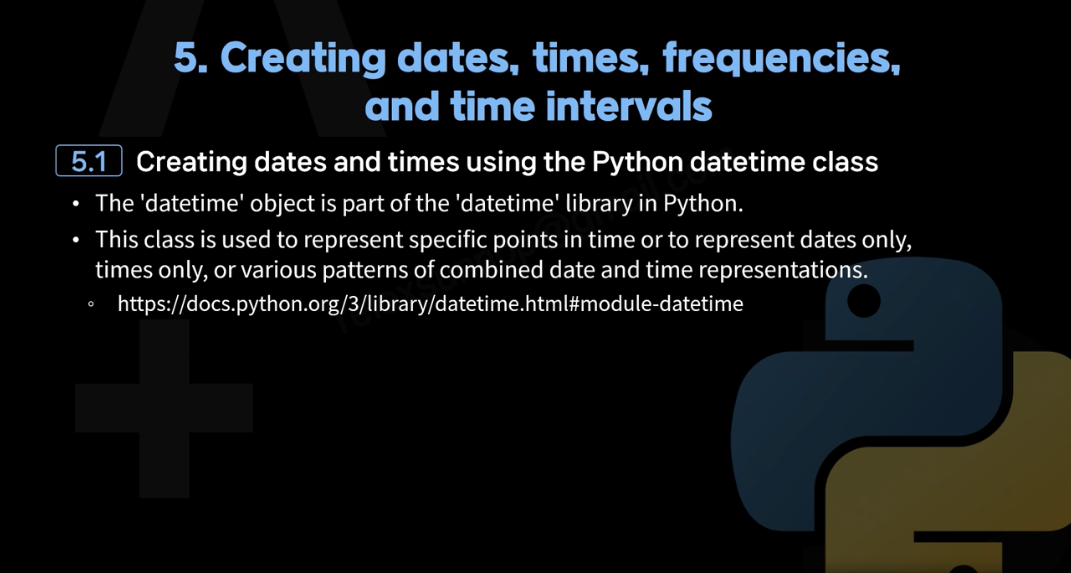 5. Creating dates, times, frequencies,
and time intervals
5.1 Creating dates and times using the Python datetime class
• The 'datetime' object is part of the 'datetime' library in Python.
• This class is used to represent specific points in time or to represent dates only,
times only, or various patterns of combined date and time representations.
◦ https://docs.python.org/3/library/datetime.html#module-datetime